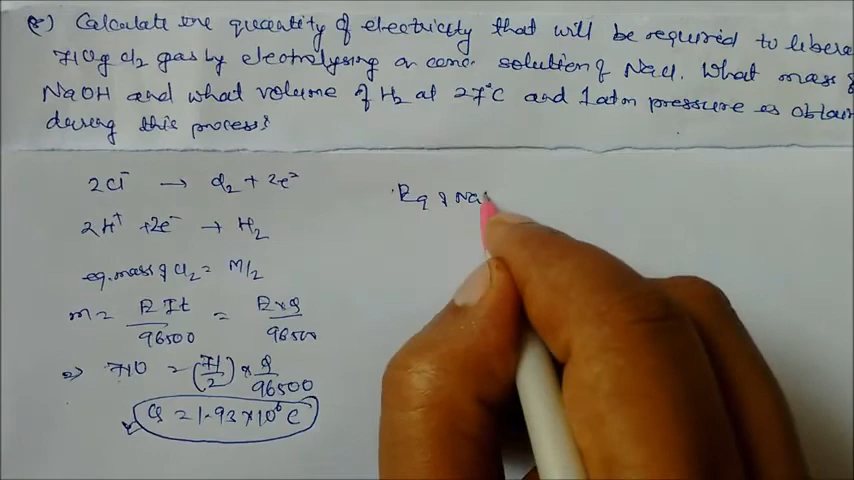 Q) Calculate the quantity of electricity that will be required to libera
710g Cl2 gas by electrolysing a conc. solution of NaCl. What mass of
NaOH and what volume of H2 at 27°C and 1 atm pressure is obtain
during this process?
2Cl⁻ → Cl2 + 2e⁻
2H⁺ + 2e⁻ → H2
eq. mass of Cl2 = M/2
m = E I t / 96500 = E x Q / 96500
=> 710 = (71/2) x Q / 96500
Q = 1.93 x 10⁶ C
Eq of Na